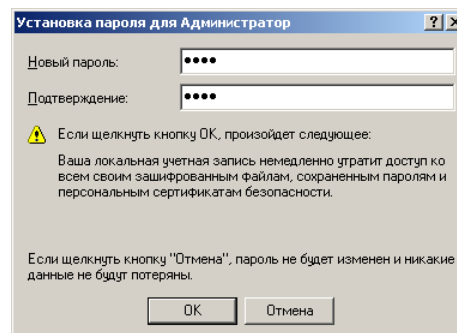 Установка пароля для Администратор
Новый пароль:
Подтверждение:
Если щелкнуть кнопку ОК, произойдет следующее:
Ваша локальная учетная запись немедленно утратит доступ ко
всем своим зашифрованным файлам, сохраненным паролям и
персональным сертификатам безопасности.
Если щелкнуть кнопку "Отмена", пароль не будет изменен и никакие
данные не будут потеряны.
ОК Отмена